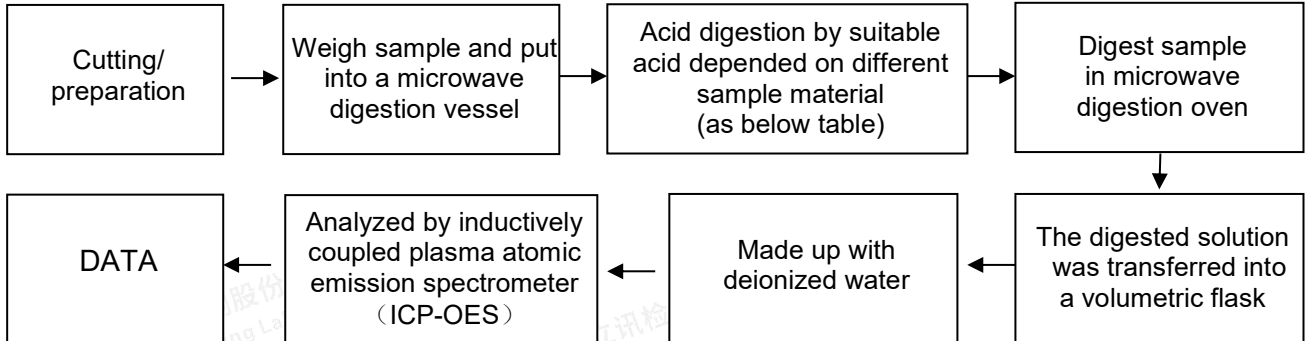 Cutting/
preparation
Weigh sample and put
into a microwave
digestion vessel
Acid digestion by suitable
acid depended on different
sample material
(as below table)
Digest sample
in microwave
digestion oven
The digested solution
was transferred into
a volumetric flask
Made up with
deionized water
Analyzed by inductively
coupled plasma atomic
emission spectrometer
（ICP-OES）
DATA